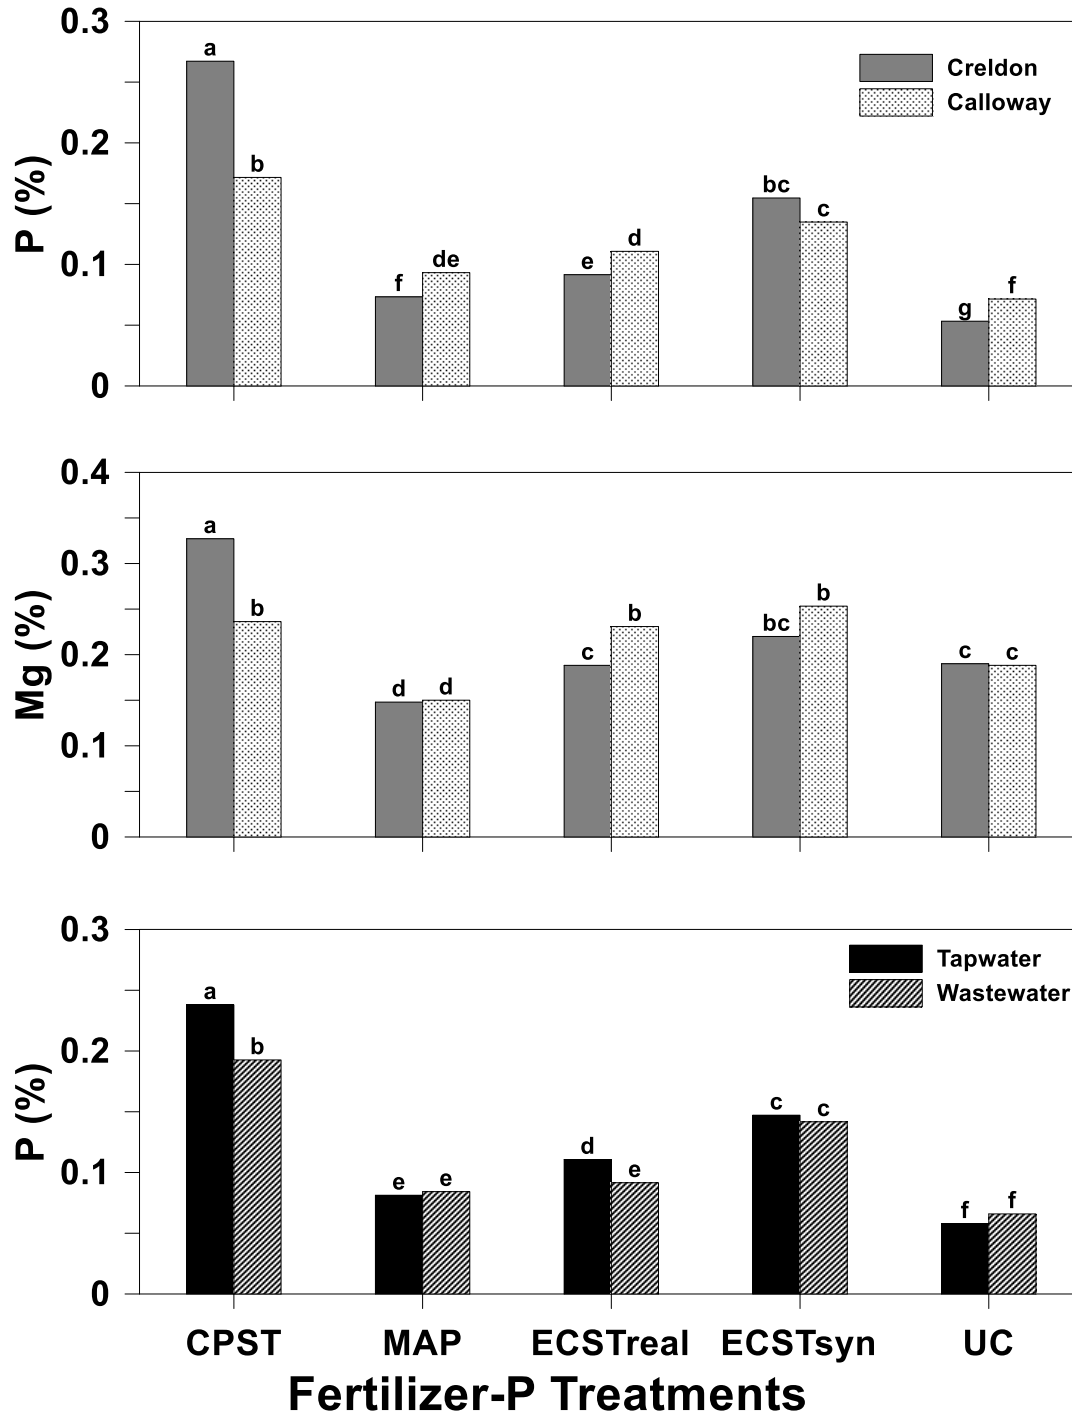 0.3
a
Creldon
Calloway
0.2
b
bc
c
P (%)
d
0.1
de
e
f
f
g
0
0.4
a
0.3
b
b
b
bc
Mg (%)
0.2
c
c
c
d
d
0.1
0
0.3
Tapwater
Wastewater
a
0.2
b
P (%)
c
c
d
0.1
e
e
e
f
f
0
CPST MAP ECSTreal ECSTsyn UC
Fertilizer-P Treatments